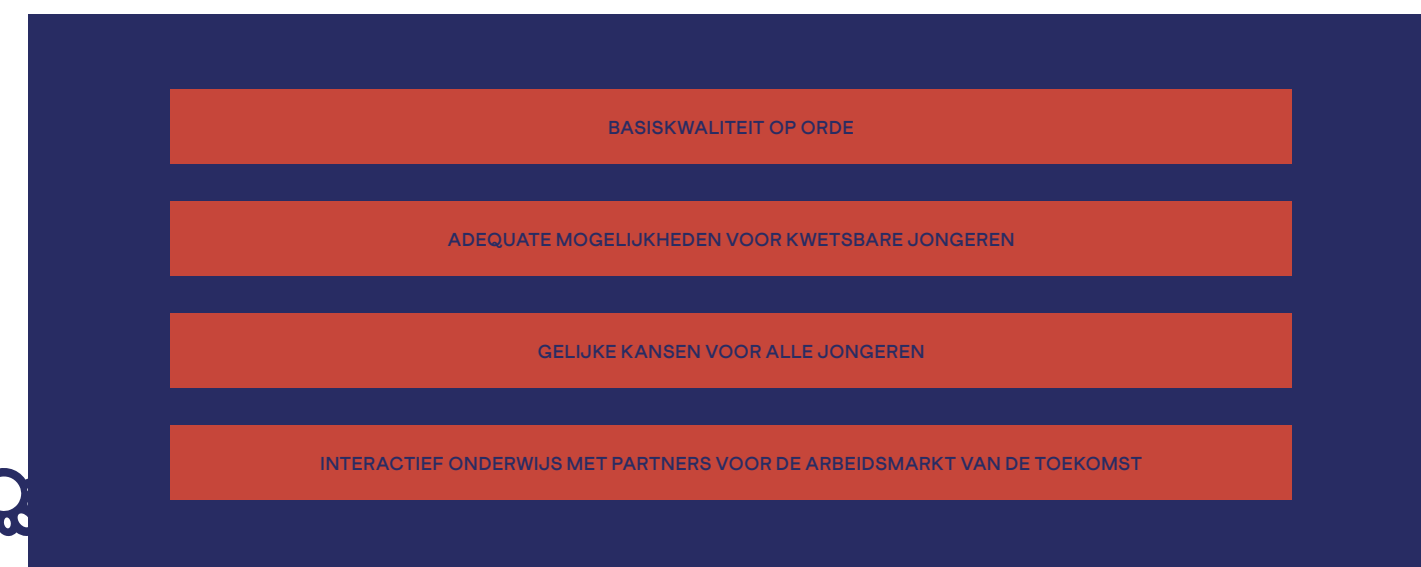 BASISKWALITEIT OP ORDE
ADEQUATE MOGELIJKHEDEN VOOR KWETSBARE JONGEREN
GELIJKE KANSEN VOOR ALLE JONGEREN
INTERACTIEF ONDERWIJS MET PARTNERS VOOR DE ARBEIDSMARKT VAN DE TOEKOMST